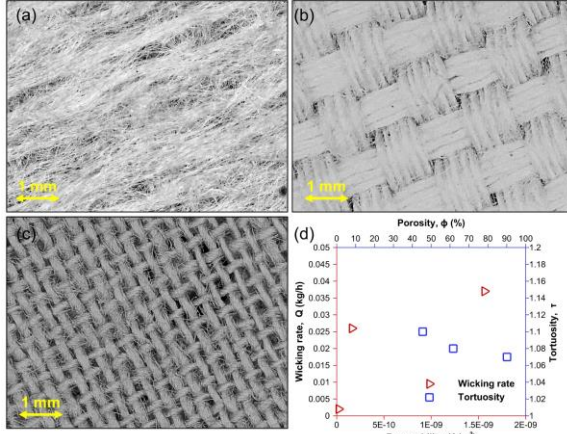 (a)
1 mm
(b)
1 mm
(c)
1 mm
(d)
Porosity, ϕ (%)
0 10 20 30 40 50 60 70 80 90 100
Wicking rate, Q (kg/h)
0.05
0.045
0.04
0.035
0.03
0.025
0.02
0.015
0.01
0.005
0
Tortuosity, τ
1.2
1.18
1.16
1.14
1.12
1.1
1.08
1.06
1.04
1.02
1
Wicking rate
Tortuosity
0 5E-10 1E-09 1.5E-09 2E-09